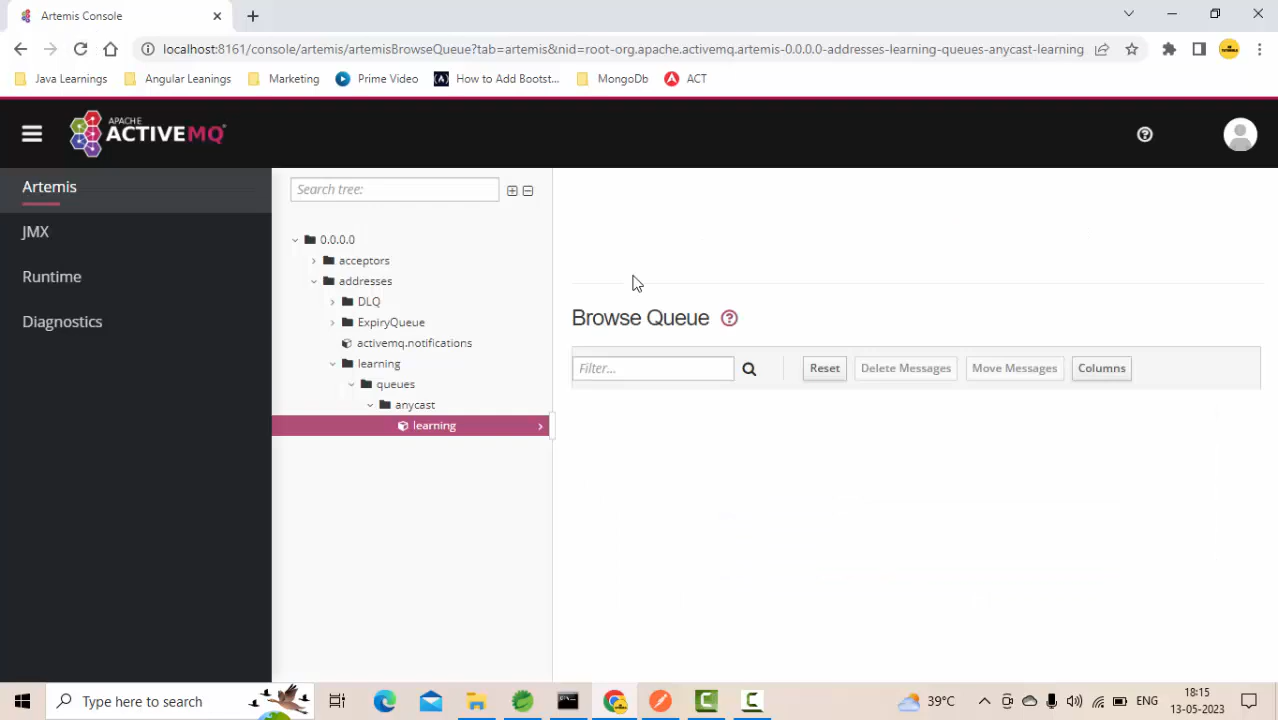 Artemis Console
localhost:8161/console/artemis/artemisBrowseQueue?tab=artemis&nid=root-org.apache.activemq.artemis-0.0.0.0-addresses-learning-queues-anycast-learning
Java Learnings
Angular Leanings
Marketing
Prime Video
How to Add Bootst...
MongoDb
ACT
APACHE
ACTIVEMQ
Artemis
JMX
Runtime
Diagnostics
Search tree:
0.0.0.0
acceptors
addresses
DLQ
ExpiryQueue
activemq.notifications
learning
queues
anycast
learning
Browse Queue
Filter...
Reset
Delete Messages
Move Messages
Columns
Type here to search
39°C
ENG
18:15
13-05-2023